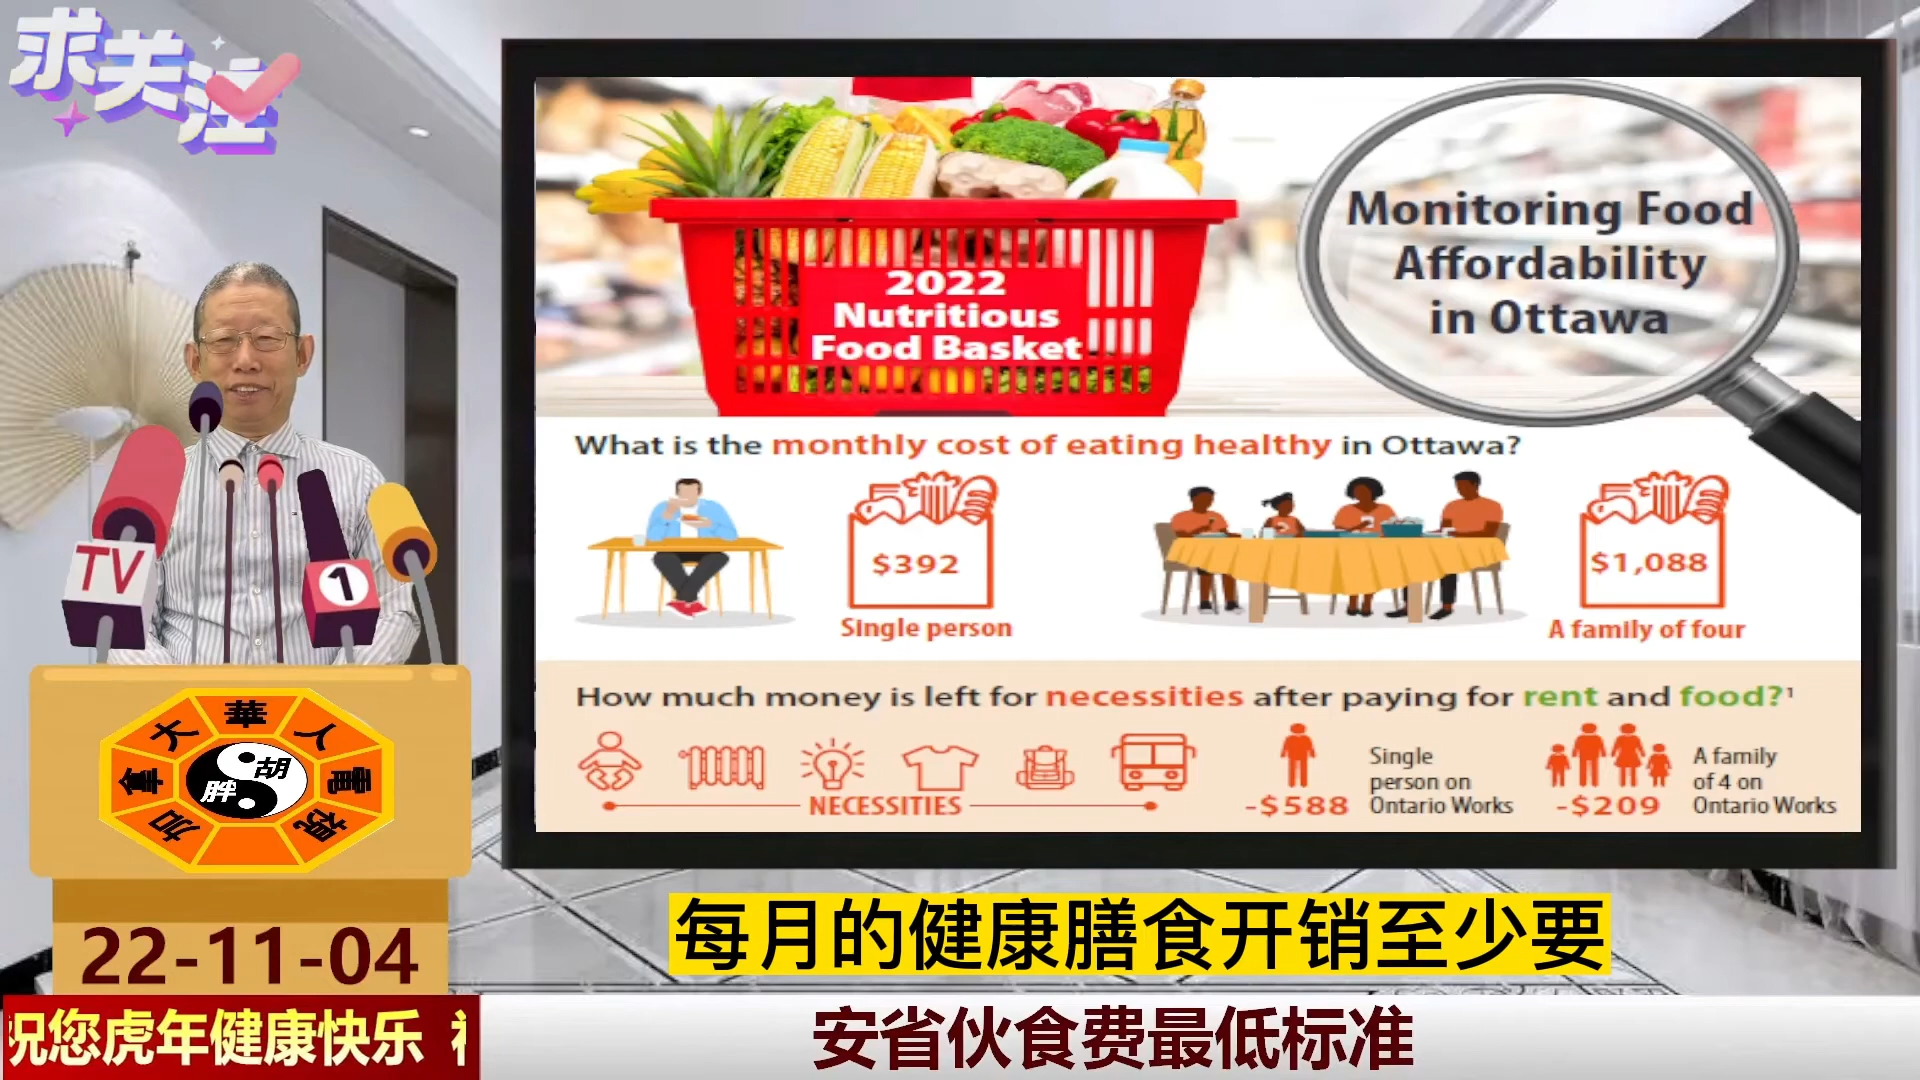 求关注
2022
Nutritious
Food Basket
Monitoring Food
Affordability
in Ottawa
What is the monthly cost of eating healthy in Ottawa?
$392
Single person
$1,088
A family of four
How much money is left for necessities after paying for rent and food?¹
NECESSITIES
-$588
Single
person on
Ontario Works
-$209
A family
of 4 on
Ontario Works
TV
1
加拿大華人電視
胡
胖
22-11-04
每月的健康膳食开销至少要
祝您虎年健康快乐
安省伙食费最低标准